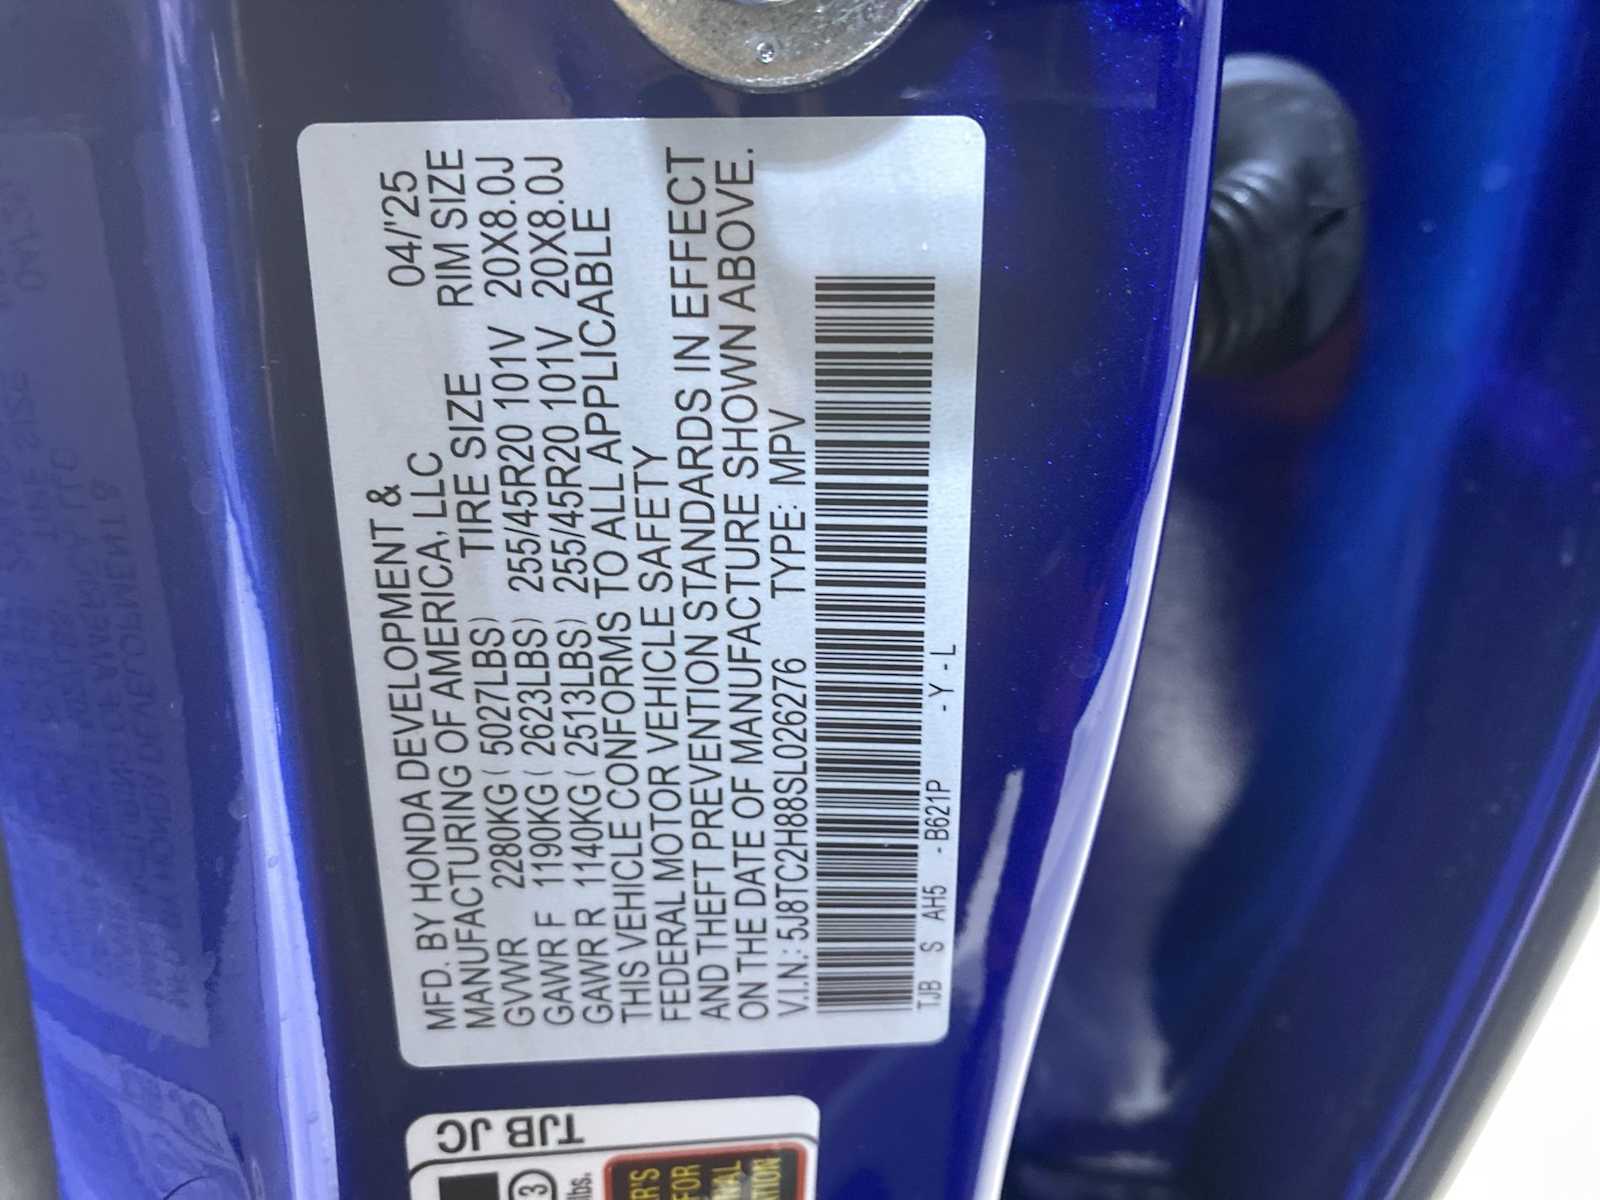 MFD. BY HONDA DEVELOPMENT &
MANUFACTURING OF AMERICA, LLC 04/'25
GVWR 2280KG ( 5027LBS) TIRE SIZE RIM SIZE
GAWR F 1190KG ( 2623LBS) 255/45R20 101V 20X8.0J
GAWR R 1140KG ( 2513LBS) 255/45R20 101V 20X8.0J
THIS VEHICLE CONFORMS TO ALL APPLICABLE
FEDERAL MOTOR VEHICLE SAFETY
AND THEFT PREVENTION STANDARDS IN EFFECT
ON THE DATE OF MANUFACTURE SHOWN ABOVE.
V.I.N.: 5J8TC2H88SL026276 TYPE: MPV
TJB S AH5 -B621P -Y-L
TJB JC
3
lbs.
FOR